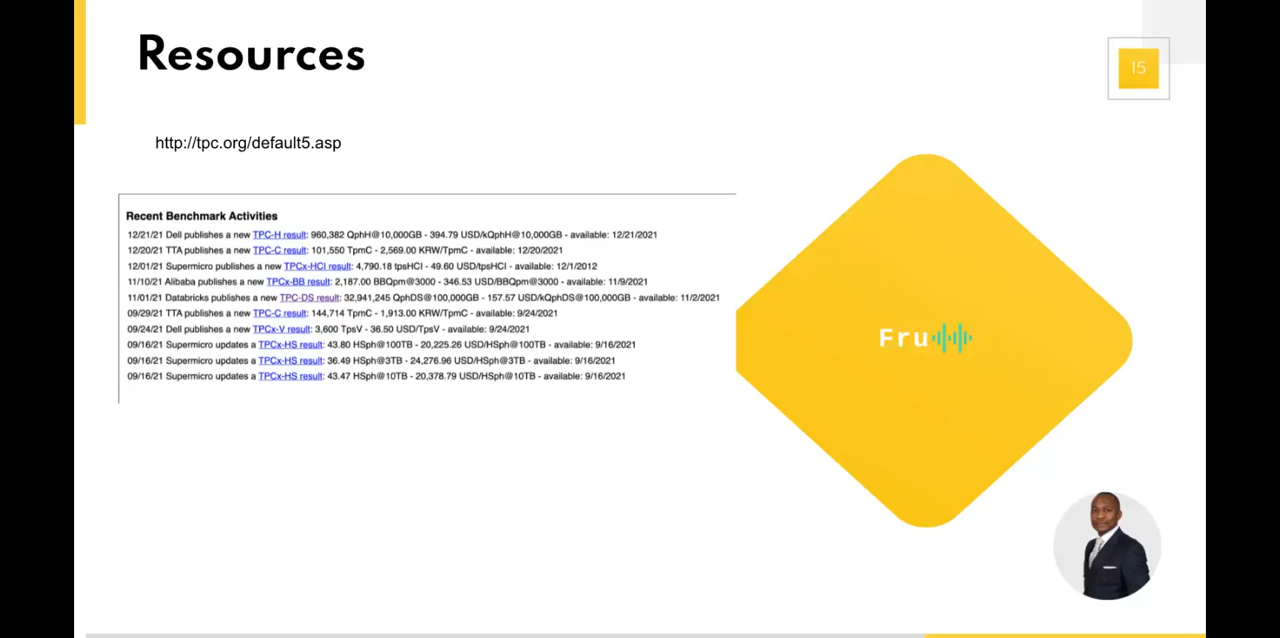 Resources
15
http://tpc.org/default5.asp
Recent Benchmark Activities
12/21/21 Dell publishes a new TPC-H result: 960,382 QphH@10,000GB - 394.79 USD/kQphH@10,000GB - available: 12/21/2021
12/20/21 TTA publishes a new TPC-C result: 101,550 TpmC - 2,569.00 KRW/TpmC - available: 12/20/2021
12/01/21 Supermicro publishes a new TPCx-HCI result: 4,790.18 tpsHCI - 49.60 USD/tpsHCI - available: 12/1/2012
11/10/21 Alibaba publishes a new TPCx-BB result: 2,187.00 BBQpm@3000 - 346.53 USD/BBQpm@3000 - available: 11/9/2021
11/01/21 Databricks publishes a new TPC-DS result: 32,941,245 QphDS@100,000GB - 157.57 USD/kQphDS@100,000GB - available: 11/2/2021
09/29/21 TTA publishes a new TPC-C result: 144,714 TpmC - 1,913.00 KRW/TpmC - available: 9/24/2021
09/24/21 Dell publishes a new TPCx-V result: 3,600 TpsV - 36.50 USD/TpsV - available: 9/24/2021
09/16/21 Supermicro updates a TPCx-HS result: 43.80 HSph@100TB - 20,225.26 USD/HSph@100TB - available: 9/16/2021
09/16/21 Supermicro updates a TPCx-HS result: 36.49 HSph@3TB - 24,276.96 USD/HSph@3TB - available: 9/16/2021
09/16/21 Supermicro updates a TPCx-HS result: 43.47 HSph@10TB - 20,378.79 USD/HSph@10TB - available: 9/16/2021
Fru